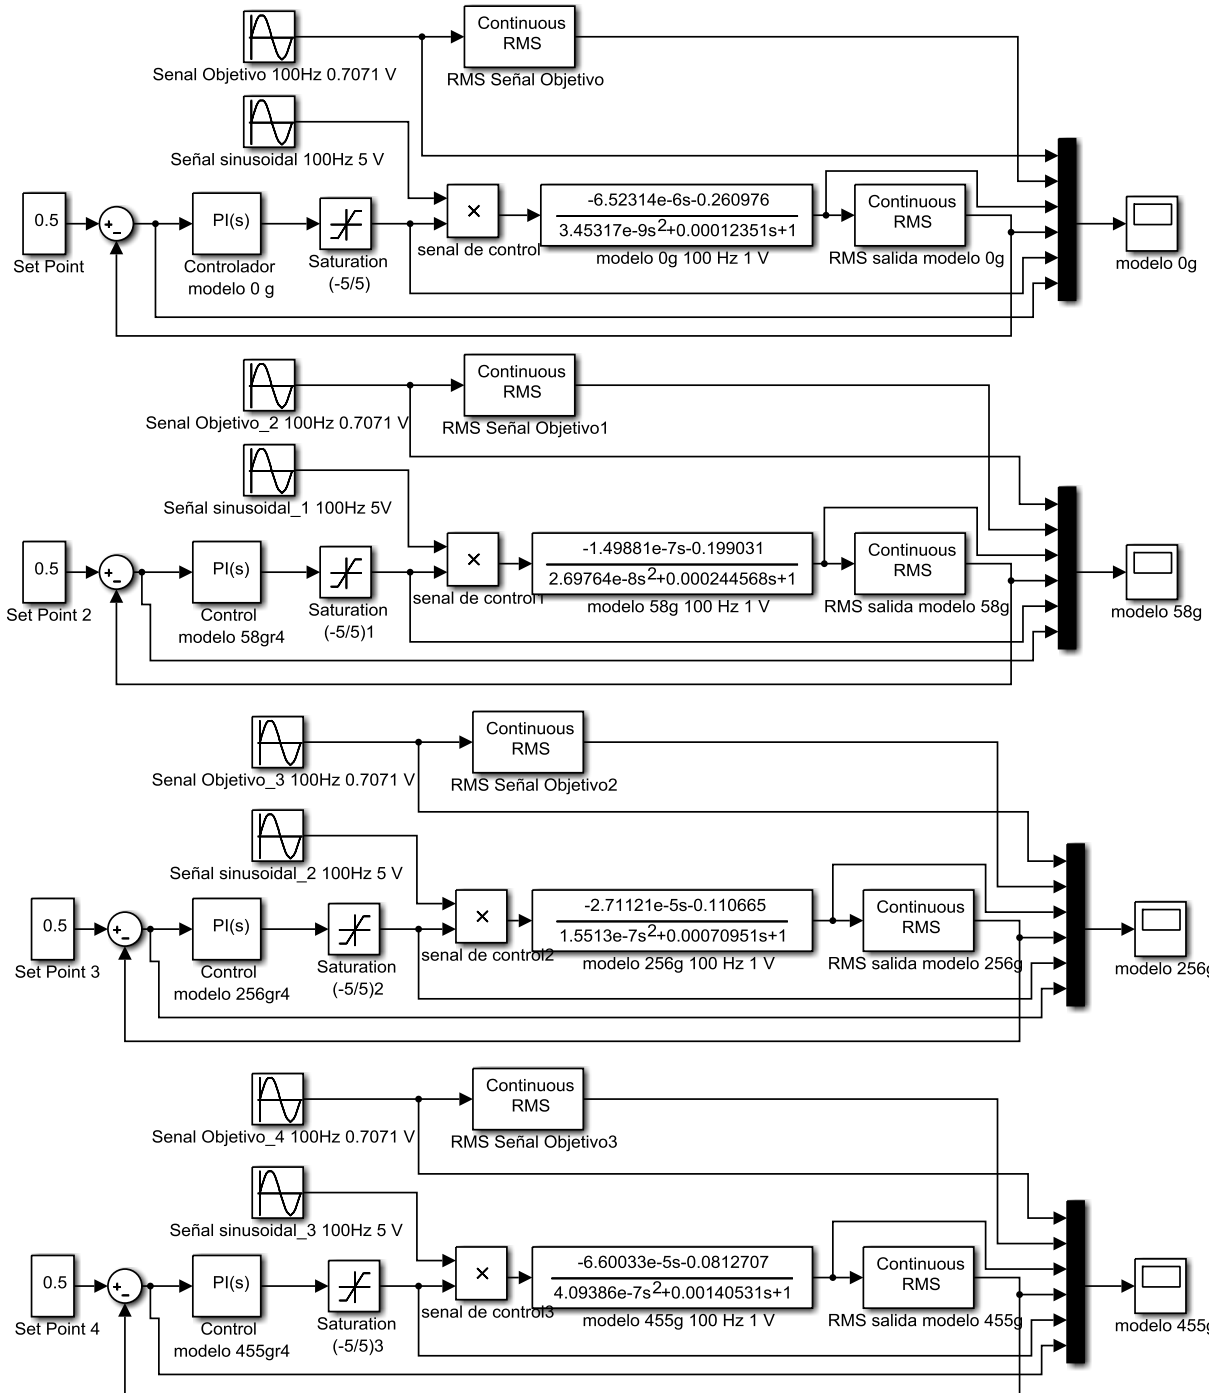 Continuous
RMS
Senal Objetivo 100Hz 0.7071 V
RMS Señal Objetivo
Señal sinusoidal 100Hz 5 V
0.5
+
-
PI(s)
×
-6.52314e-6s-0.260976
3.45317e-9s2+0.00012351s+1
Continuous
RMS
Set Point
Controlador
modelo 0 g
Saturation
(-5/5)
senal de control
modelo 0g 100 Hz 1 V
RMS salida modelo 0g
modelo 0g
Continuous
RMS
Senal Objetivo_2 100Hz 0.7071 V
RMS Señal Objetivo1
Señal sinusoidal_1 100Hz 5V
0.5
+
-
PI(s)
×
-1.49881e-7s-0.199031
2.69764e-8s2+0.000244568s+1
Continuous
RMS
Set Point 2
Control
modelo 58gr4
Saturation
(-5/5)1
senal de control1
modelo 58g 100 Hz 1 V
RMS salida modelo 58g
modelo 58g
Continuous
RMS
Senal Objetivo_3 100Hz 0.7071 V
RMS Señal Objetivo2
Señal sinusoidal_2 100Hz 5 V
0.5
+
-
PI(s)
×
-2.71121e-5s-0.110665
1.5513e-7s2+0.00070951s+1
Continuous
RMS
Set Point 3
Control
modelo 256gr4
Saturation
(-5/5)2
senal de control2
modelo 256g 100 Hz 1 V
RMS salida modelo 256g
modelo 256g
Continuous
RMS
Senal Objetivo_4 100Hz 0.7071 V
RMS Señal Objetivo3
Señal sinusoidal_3 100Hz 5 V
0.5
+
-
PI(s)
×
-6.60033e-5s-0.0812707
4.09386e-7s2+0.00140531s+1
Continuous
RMS
Set Point 4
Control
modelo 455gr4
Saturation
(-5/5)3
senal de control3
modelo 455g 100 Hz 1 V
RMS salida modelo 455g
modelo 455g